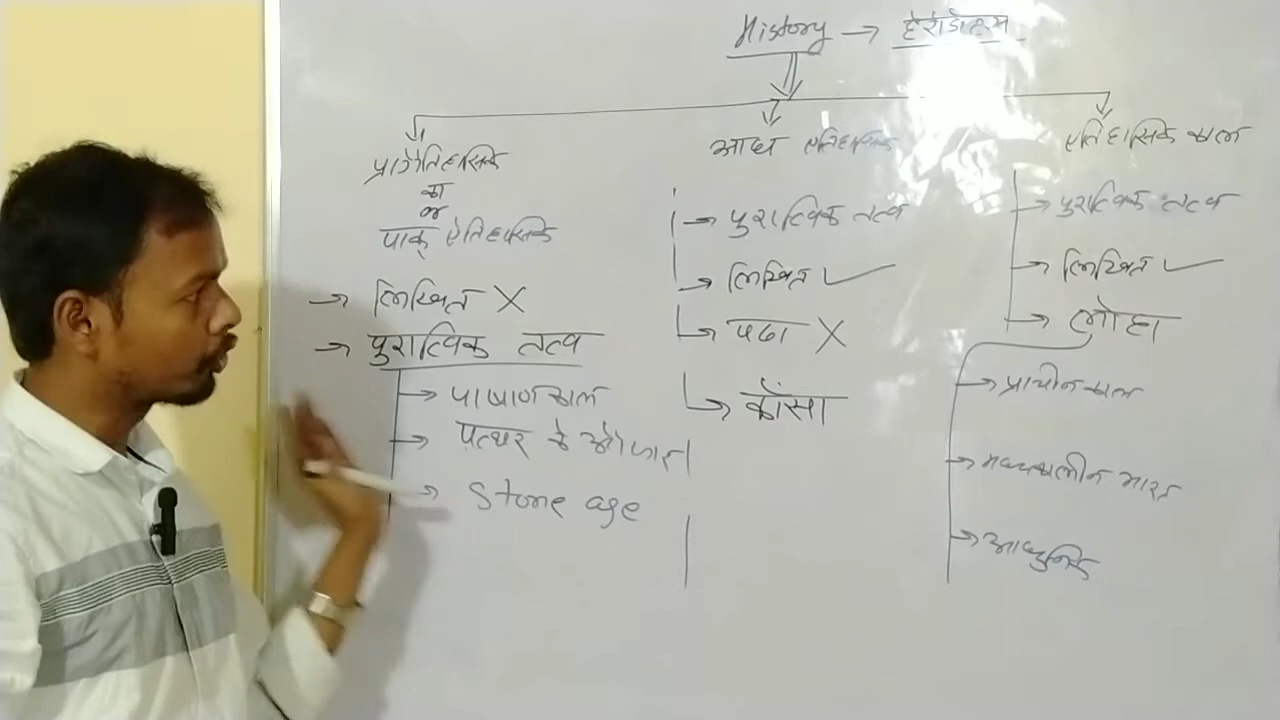 History → हेरोडोटस
प्रागैतिहासिक
का
or
पाक् ऐतिहासिक
→ लिखित X
→ पुरात्विक तत्व
→ पाषाण काल
→ पत्थर के औजार
→ Stone age
आद्य ऐतिहासिक
→ पुरात्विक तत्व
→ लिखित ✓
→ पढा X
→ काँसा
ऐतिहासिक काल
→ पुरात्विक तत्व
→ लिखित ✓
→ लोहा
→ प्राचीन काल
→ मध्यकालीन भारत
→ आधुनिक